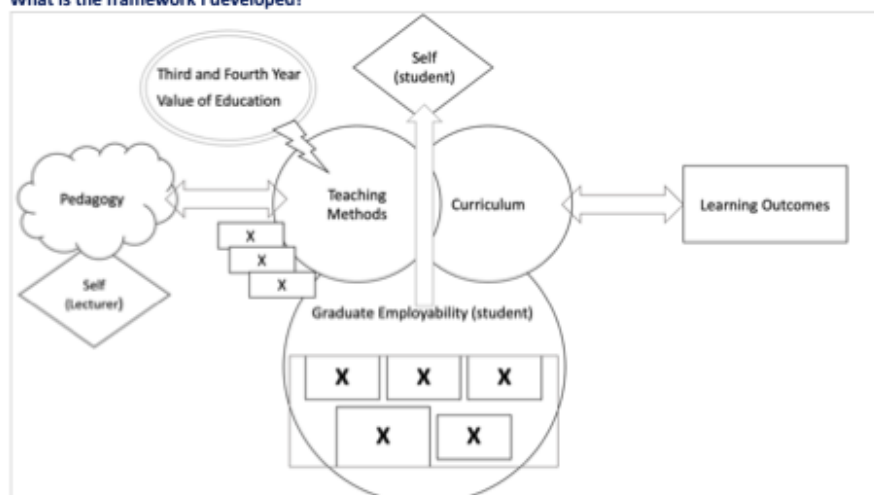 What is the framework I developed?
Self
(student)
Third and Fourth Year
Value of Education
Pedagogy
Teaching
Methods
Curriculum
Learning Outcomes
X
X
X
Self
(Lecturer)
Graduate Employability (student)
X
X
X
X
X